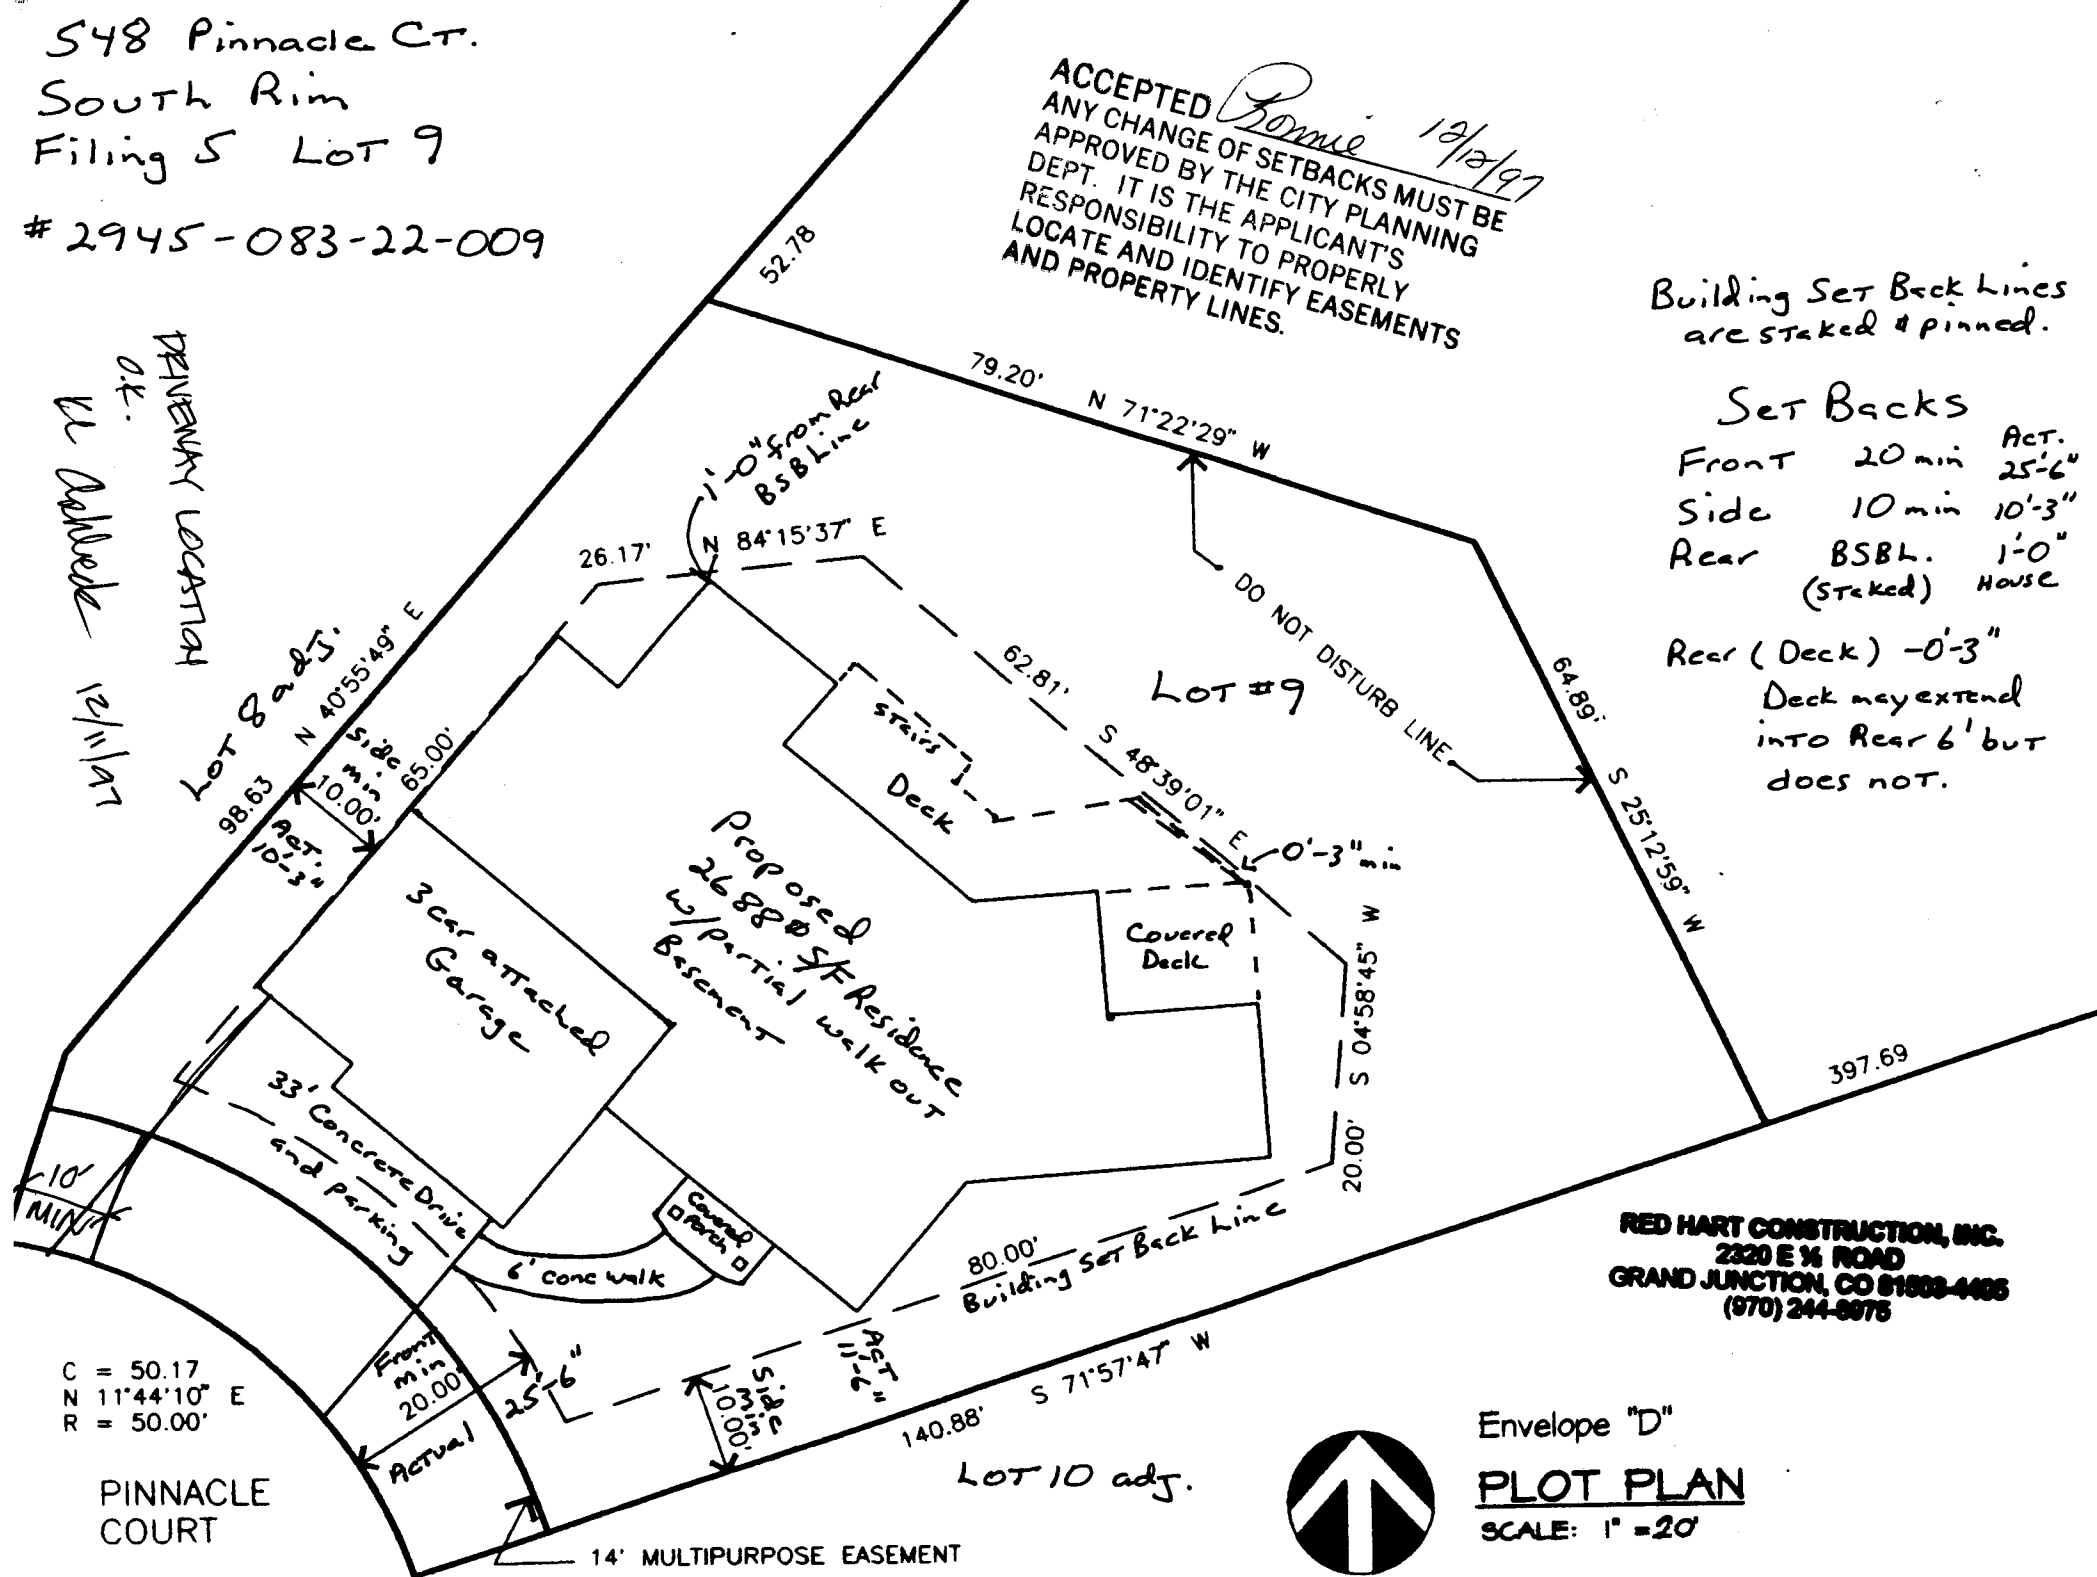 548 Pinnacle CT.
South Rim
Filing 5 Lot 9
# 2945-083-22-009
ACCEPTED Bonnie 12/12/97
ANY CHANGE OF SETBACKS MUST BE
APPROVED BY THE CITY PLANNING
DEPT. IT IS THE APPLICANT'S
RESPONSIBILITY TO PROPERLY
LOCATE AND IDENTIFY EASEMENTS
AND PROPERTY LINES.
Building Set Back Lines
are staked & pinned.
Set Backs
Act.
Front 20 min 25'-6"
Side 10 min 10'-3"
Rear BSBL. 1'-0"
(Staked) House
Rear (Deck) -0'-3"
Deck may extend
into Rear 6' but
does not.
DRIVEWAY LOCATION
O.K.
12/11/97
52.78
79.20' N 71°22'29" W
1'-0" from Rear
BSB Line
26.17' N 84°15'37" E
DO NOT DISTURB LINE
62.81' S 48°39'01" E
Lot #9
64.89' S 25°12'59" W
Lot 8 adj.
98.63 N 40°55'49" E
Side
min
10.00'
65.00'
Act.
10'-3"
Stairs
Deck
0'-3" min
Covered
Deck
20.00' S 04°58'45" W
397.69
3 car attached
Garage
Proposed
2688 ⌀ S/F Residence
w/partial walk out
Basement
33' Concrete Drive
and parking
10'
MIN
Covered
Porch
6' Conc walk
80.00'
Building Set Back Line
Front
min
20.00'
25'-6"
Actual
Side
min
10.00'
Act
11'-6"
140.88' S 71°57'47" W
Lot 10 adj.
C = 50.17
N 11°44'10" E
R = 50.00'
PINNACLE
COURT
14' MULTIPURPOSE EASEMENT
RED HART CONSTRUCTION, INC.
2320 E ½ ROAD
GRAND JUNCTION, CO
(970)
Envelope "D"
PLOT PLAN
SCALE: 1" = 20'